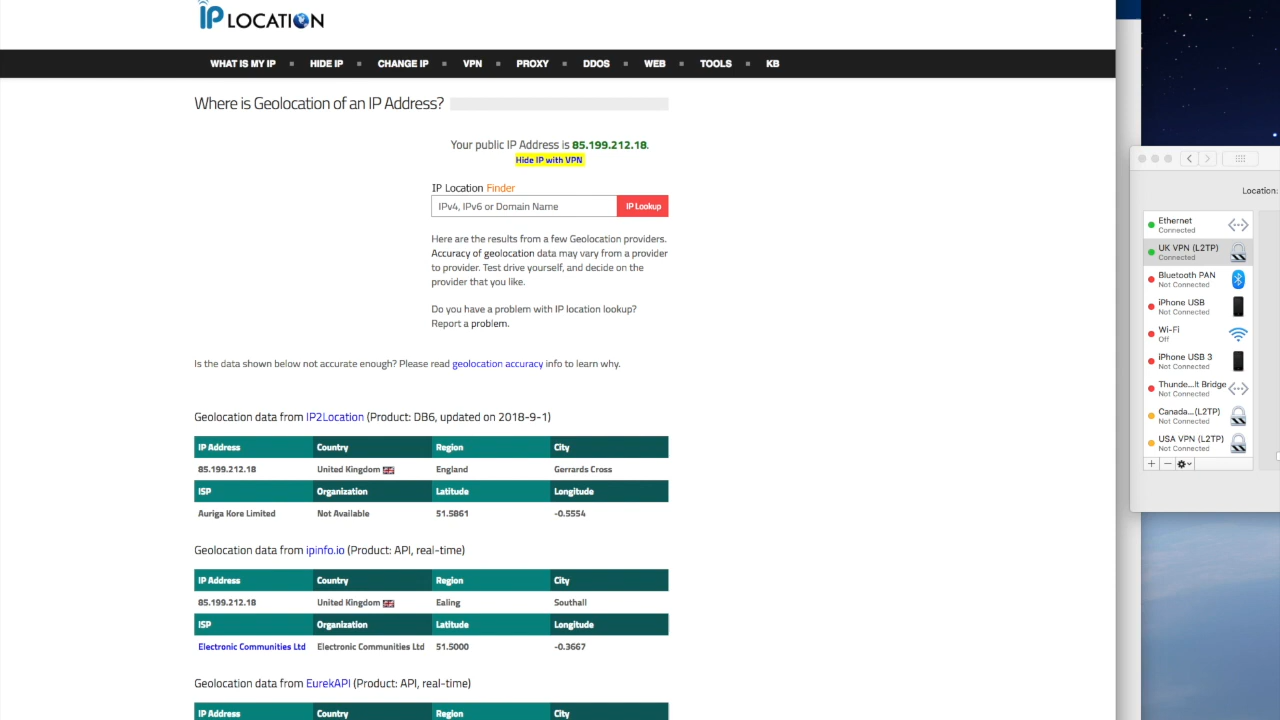 IP LOCATION
WHAT IS MY IP HIDE IP CHANGE IP VPN PROXY DDOS WEB TOOLS KB
Where is Geolocation of an IP Address?
Your public IP Address is 85.199.212.18.
Hide IP with VPN
IP Location Finder
IPv4, IPv6 or Domain Name IP Lookup
Here are the results from a few Geolocation providers.
Accuracy of geolocation data may vary from a provider
to provider. Test drive yourself, and decide on the
provider that you like.
Do you have a problem with IP location lookup?
Report a problem.
Is the data shown below not accurate enough? Please read geolocation accuracy info to learn why.
Geolocation data from IP2Location (Product: DB6, updated on 2018-9-1)
IP Address Country Region City
85.199.212.18 United Kingdom England Gerrards Cross
ISP Organization Latitude Longitude
Auriga Kore Limited Not Available 51.5861 -0.5554
Geolocation data from ipinfo.io (Product: API, real-time)
IP Address Country Region City
85.199.212.18 United Kingdom Ealing Southall
ISP Organization Latitude Longitude
Electronic Communities Ltd Electronic Communities Ltd 51.5000 -0.3667
Geolocation data from EurekAPI (Product: API, real-time)
IP Address Country Region City
Location:
Ethernet
Connected
UK VPN (L2TP)
Connected
Bluetooth PAN
Not Connected
iPhone USB
Not Connected
Wi-Fi
Off
iPhone USB 3
Not Connected
Thunde...lt Bridge
Not Connected
Canada...(L2TP)
Not Connected
USA VPN (L2TP)
Not Connected